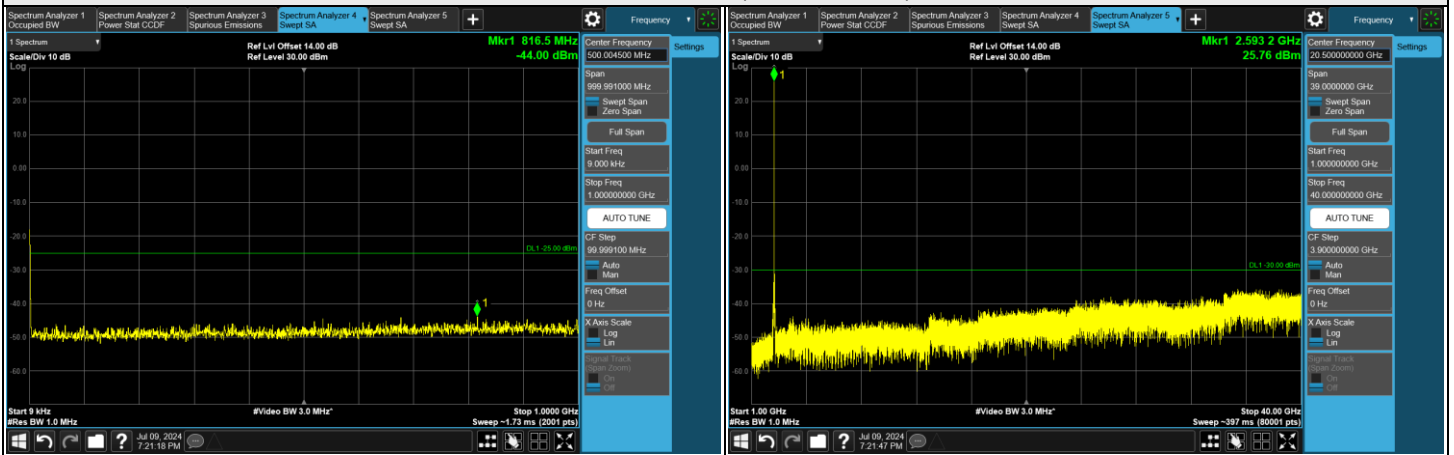 Spectrum Analyzer 1
Occupied BW
Spectrum Analyzer 2
Power Stat CCDF
Spectrum Analyzer 3
Spurious Emissions
Spectrum Analyzer 4
Swept SA
Spectrum Analyzer 5
Swept SA
+
Frequency
1 Spectrum
Scale/Div 10 dB
Log
Ref Lvl Offset 14.00 dB
Ref Level 30.00 dBm
Mkr1 816.5 MHz
-44.00 dBm
20.0
10.0
0.00
-10.0
-20.0
-30.0
-40.0
-50.0
-60.0
DL1 -25.00 dBm
1
Start 9 kHz
#Res BW 1.0 MHz
#Video BW 3.0 MHz*
Stop 1.0000 GHz
Sweep ~1.73 ms (2001 pts)
Center Frequency
500.004500 MHz
Settings
Span
999.991000 MHz
Swept Span
Zero Span
Full Span
Start Freq
9.000 kHz
Stop Freq
1.000000000 GHz
AUTO TUNE
CF Step
99.999100 MHz
Auto
Man
Freq Offset
0 Hz
X Axis Scale
Log
Lin
Signal Track
(Span Zoom)
On
Off
?
Jul 09, 2024
7:21:18 PM
Spectrum Analyzer 1
Occupied BW
Spectrum Analyzer 2
Power Stat CCDF
Spectrum Analyzer 3
Spurious Emissions
Spectrum Analyzer 4
Swept SA
Spectrum Analyzer 5
Swept SA
+
Frequency
1 Spectrum
Scale/Div 10 dB
Log
Ref Lvl Offset 14.00 dB
Ref Level 30.00 dBm
Mkr1 2.593 2 GHz
25.76 dBm
1
20.0
10.0
0.00
-10.0
-20.0
-30.0
-40.0
-50.0
-60.0
DL1 -30.00 dBm
Start 1.00 GHz
#Res BW 1.0 MHz
#Video BW 3.0 MHz*
Stop 40.00 GHz
Sweep ~397 ms (80001 pts)
Center Frequency
20.500000000 GHz
Settings
Span
39.0000000 GHz
Swept Span
Zero Span
Full Span
Start Freq
1.000000000 GHz
Stop Freq
40.000000000 GHz
AUTO TUNE
CF Step
3.900000000 GHz
Auto
Man
Freq Offset
0 Hz
X Axis Scale
Log
Lin
Signal Track
(Span Zoom)
On
Off
?
Jul 09, 2024
7:21:47 PM